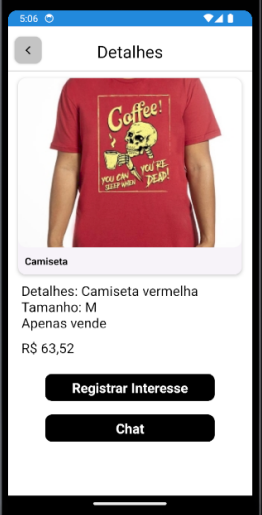 5:06
Detalhes
Coffee!
YOU CAN
SLEEP WHEN
YOU'RE
DEAD!
Camiseta
Detalhes: Camiseta vermelha
Tamanho: M
Apenas vende
R$ 63,52
Registrar Interesse
Chat